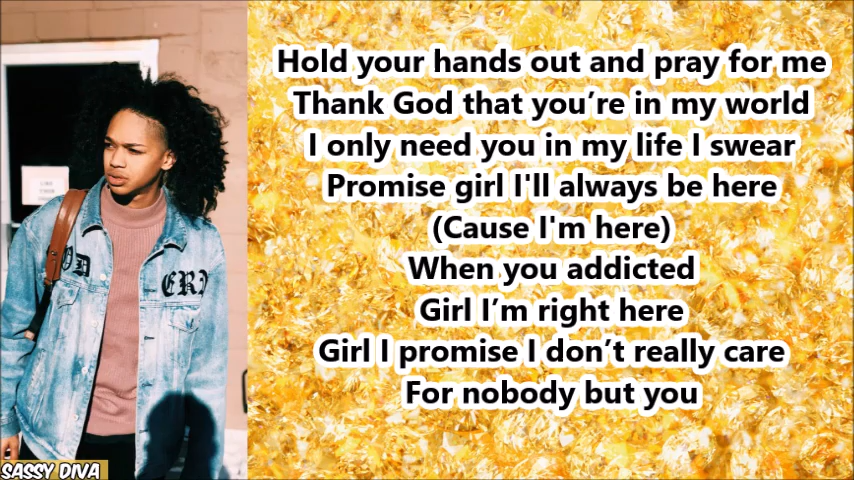 Hold your hands out and pray for me
Thank God that you’re in my world
I only need you in my life I swear
Promise girl I'll always be here
(Cause I'm here)
When you addicted
Girl I’m right here
Girl I promise I don’t really care
For nobody but you
SASSY DIVA